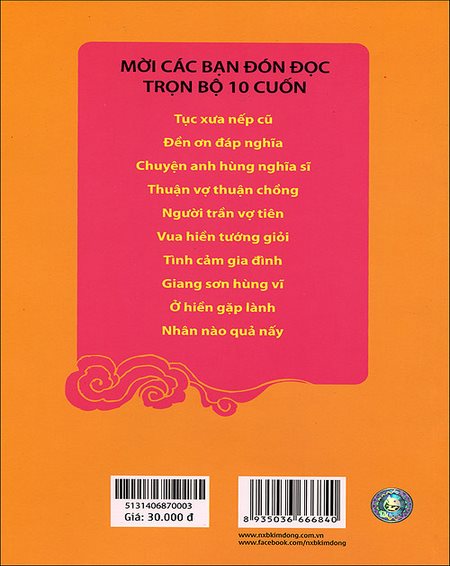 MỜI CÁC BẠN ĐÓN ĐỌC
TRỌN BỘ 10 CUỐN
Tục xưa nếp cũ
Đền ơn đáp nghĩa
Chuyện anh hùng nghĩa sĩ
Thuận vợ thuận chồng
Người trần vợ tiên
Vua hiền tướng giỏi
Tình cảm gia đình
Giang sơn hùng vĩ
Ở hiền gặp lành
Nhân nào quả nấy
5131406870003
Giá: 30.000 đ
8935036666840
www.nxbkimdong.com.vn
www.facebook.com/nxbkimdong